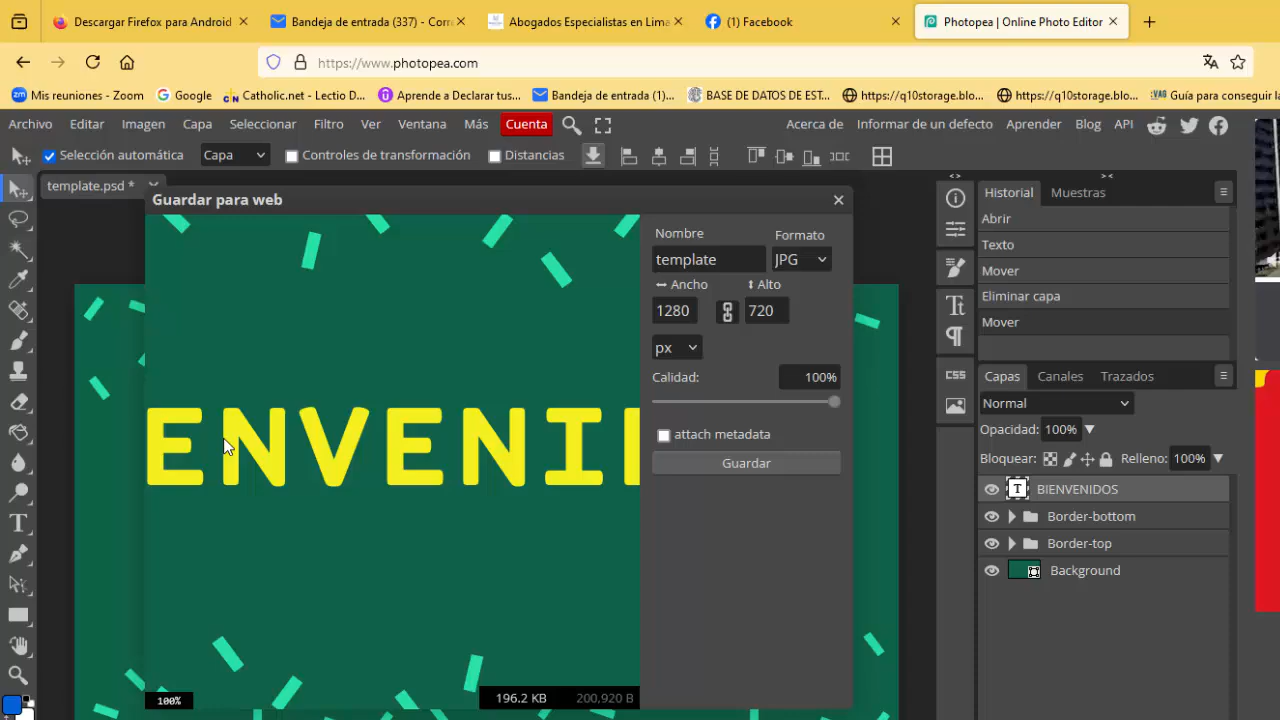 Descargar Firefox para Android
Bandeja de entrada (337) - Corre
Abogados Especialistas en Lima
(1) Facebook
Photopea | Online Photo Editor
https://www.photopea.com
Mis reuniones - Zoom
Google
Catholic.net - Lectio D...
Aprende a Declarar tus...
Bandeja de entrada (1)...
BASE DE DATOS DE EST...
https://q10storage.blo...
https://q10storage.blo...
Guía para conseguir la
Archivo
Editar
Imagen
Capa
Seleccionar
Filtro
Ver
Ventana
Más
Cuenta
Acerca de
Informar de un defecto
Aprender
Blog
API
Selección automática
Capa
Controles de transformación
Distancias
template.psd *
Guardar para web
Nombre
Formato
template
JPG
Ancho
Alto
1280
720
px
Calidad:
100%
attach metadata
Guardar
ENVENI
100%
196.2 KB
200,920 B
Historial
Muestras
Abrir
Texto
Mover
Eliminar capa
Mover
CSS
Capas
Canales
Trazados
Normal
Opacidad:
100%
Bloquear:
Relleno:
100%
BIENVENIDOS
Border-bottom
Border-top
Background